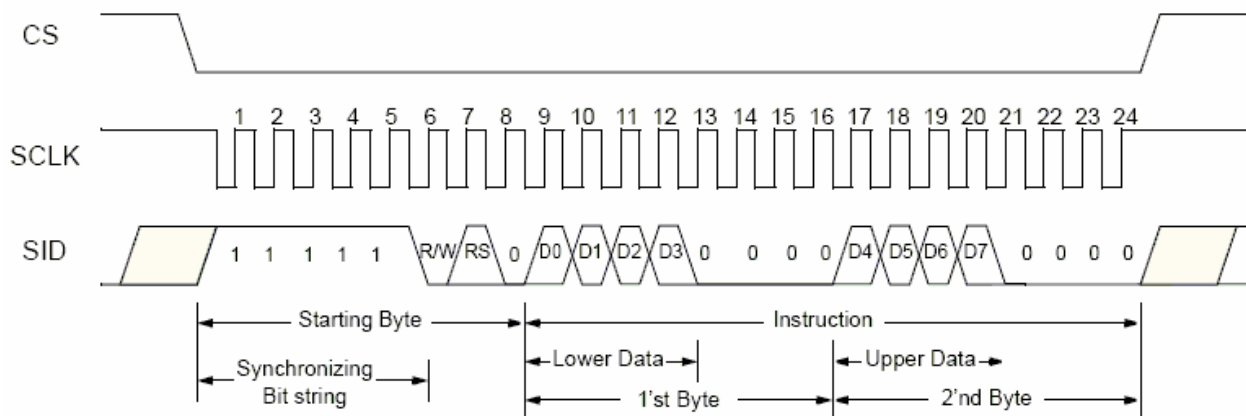 CS
1 2 3 4 5 6 7 8 9 10 11 12 13 14 15 16 17 18 19 20 21 22 23 24
SCLK
SID
1 1 1 1 1 R/W RS 0 D0 D1 D2 D3 0 0 0 0 D4 D5 D6 D7 0 0 0 0
Starting Byte Instruction
Lower Data Upper Data
Synchronizing
Bit string
1'st Byte 2'nd Byte